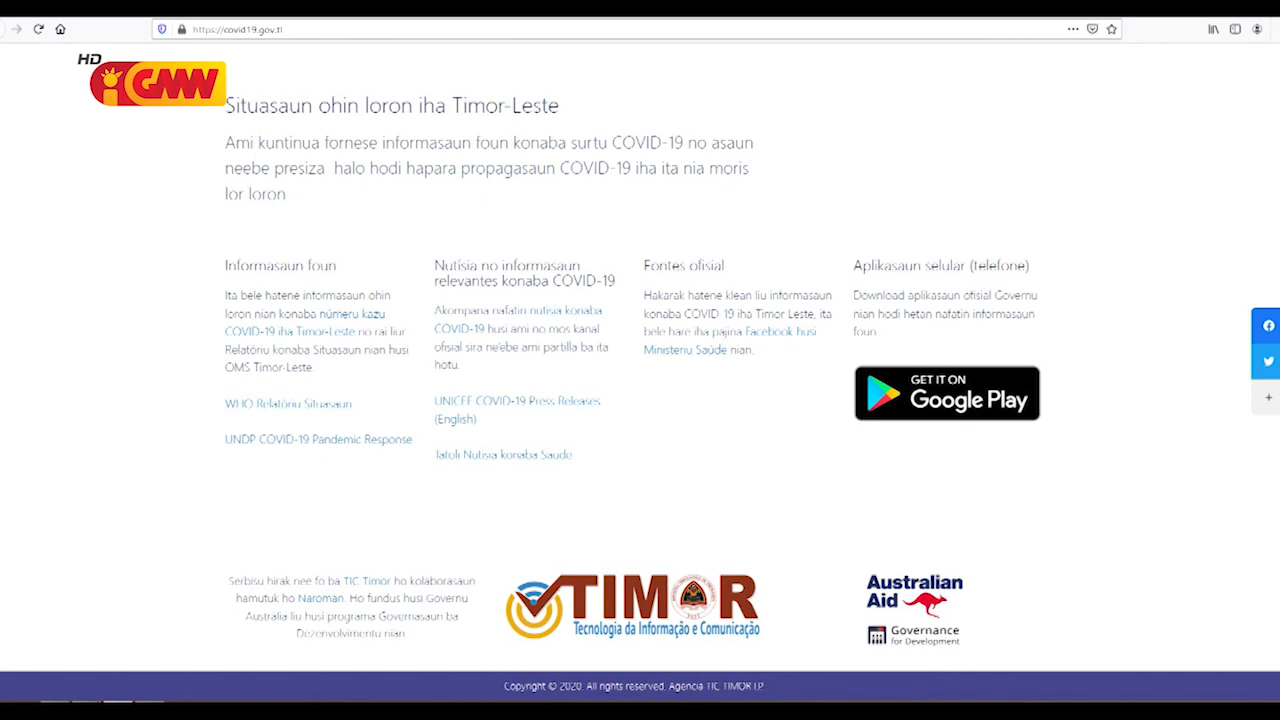 https://covid19.gov.tl
HD
GMN
Situasaun ohin loron iha Timor-Leste
Ami kuntinua fornese informasaun foun konaba surtu COVID-19 no asaun
neebe presiza halo hodi hapara propagasaun COVID-19 iha ita nia moris
lor loron
Informasaun foun
Ita bele hatene informasaun ohin
loron nian konaba númeru kazu
COVID-19 iha Timor-Leste no rai liur
Relatóriu konaba Situasaun nian husi
OMS Timor-Leste.
WHO Relatóriu Situasaun
UNDP COVID-19 Pandemic Response
Nutísia no informasaun
relevantes konaba COVID-19
Akompana nafatin nutisia konaba
COVID-19 husi ami no mos kanal
ofisial sira ne'ebe ami partilla ba ita
hotu.
UNICEF COVID-19 Press Releases
(English)
Tatoli Nutisia konaba Saude
Fontes ofisial
Hakarak hatene klean liu informasaun
konaba COVID-19 iha Timor Leste, ita
bele hare iha pajina Facebook husi
Ministeriu Saúde nian.
Aplikasaun selular (telefone)
Download aplikasaun ofisial Governu
nian hodi hetan nafatin informasaun
foun
GET IT ON
Google Play
Serbisu hirak nee fo ba TIC Timor ho kolaborasaun
hamutuk ho Naroman. Ho fundus husi Governu
Australia liu husi programa Governasaun ba
Dezenvolvimentu nian
TIMOR
Tecnologia da Informação e Comunicação
Australian
Aid
Governance
for Development
Copyright © 2020. All rights reserved. Agencia TIC TIMOR I.P.